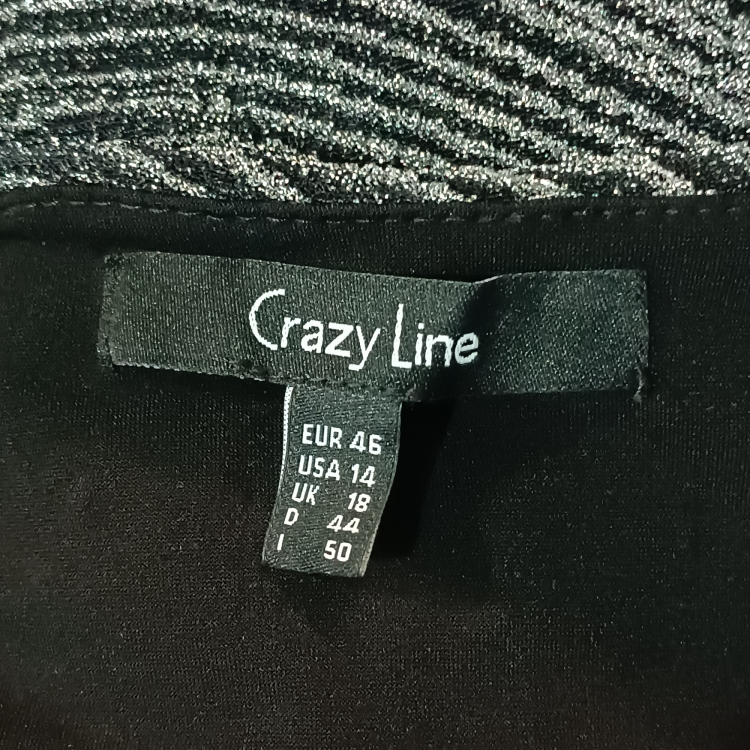 Crazy Line
EUR 46
USA 14
UK 18
D 44
I 50